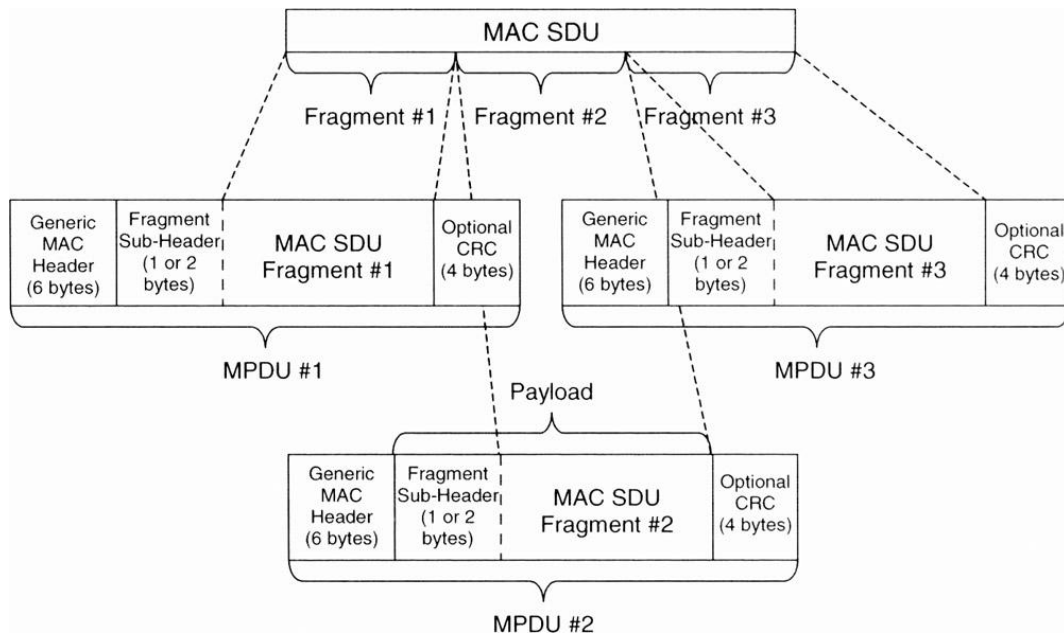 MAC SDU
Fragment #1
Fragment #2
Fragment #3
Generic
MAC
Header
(6 bytes)
Fragment
Sub-Header
(1 or 2
bytes)
MAC SDU
Fragment #1
Optional
CRC
(4 bytes)
MPDU #1
Generic
MAC
Header
(6 bytes)
Fragment
Sub-Header
(1 or 2
bytes)
MAC SDU
Fragment #3
Optional
CRC
(4 bytes)
MPDU #3
Payload
Generic
MAC
Header
(6 bytes)
Fragment
Sub-Header
(1 or 2
bytes)
MAC SDU
Fragment #2
Optional
CRC
(4 bytes)
MPDU #2